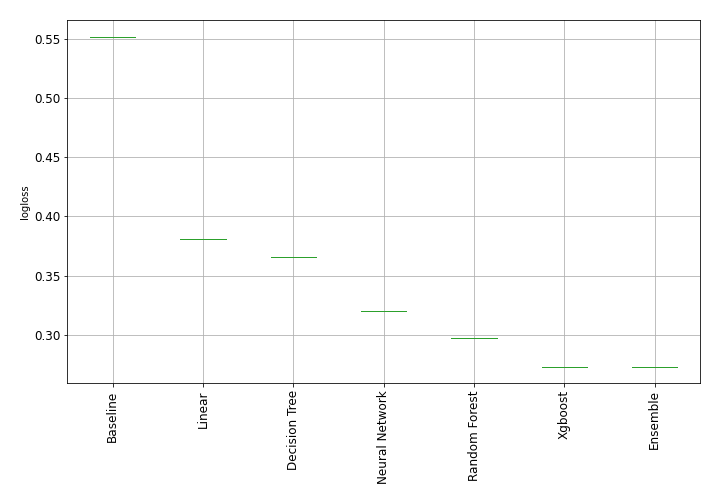 0.55
0.50
0.45
0.40
0.35
0.30
logloss
Baseline
Linear
Decision Tree
Neural Network
Random Forest
Xgboost
Ensemble